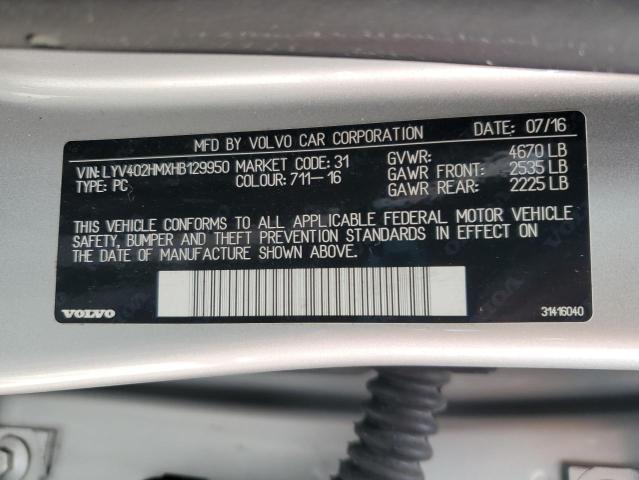 MFD BY VOLVO CAR CORPORATION DATE: 07/16
VIN: LYV402HMXHB129950 MARKET CODE: 31 GVWR: 4670 LB
TYPE: PC COLOUR: 711-16 GAWR FRONT: 2535 LB
GAWR REAR: 2225 LB
THIS VEHICLE CONFORMS TO ALL APPLICABLE FEDERAL MOTOR VEHICLE
SAFETY, BUMPER AND THEFT PREVENTION STANDARDS IN EFFECT ON
THE DATE OF MANUFACTURE SHOWN ABOVE.
VOLVO 31416040